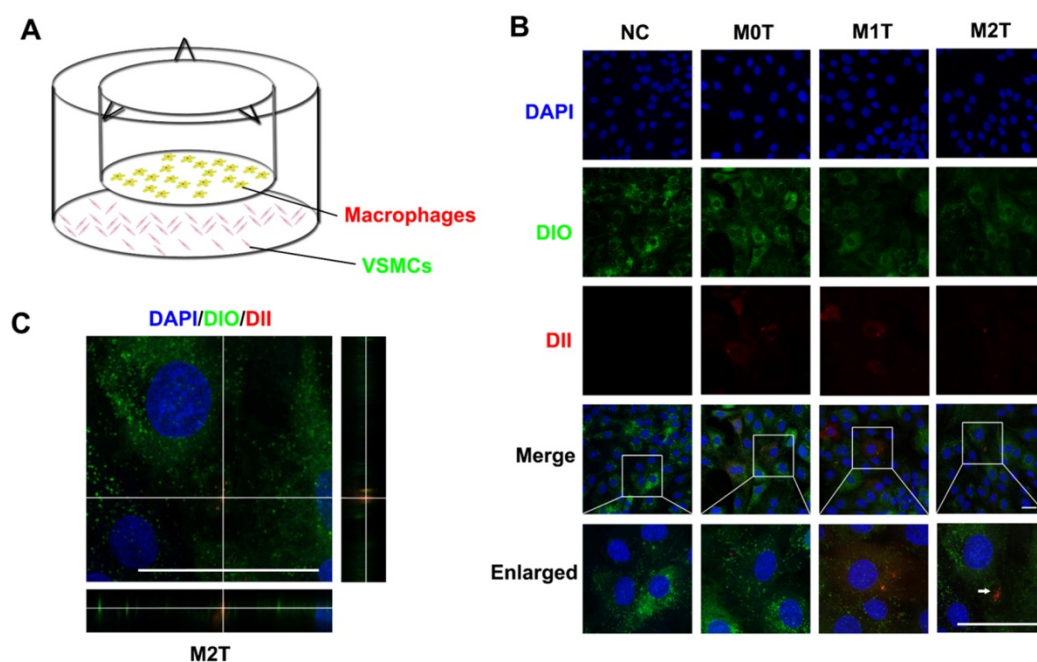 A
Macrophages
VSMCs
B
NC M0T M1T M2T
DAPI
DIO
DII
Merge
Enlarged
C
DAPI/DIO/DII
M2T